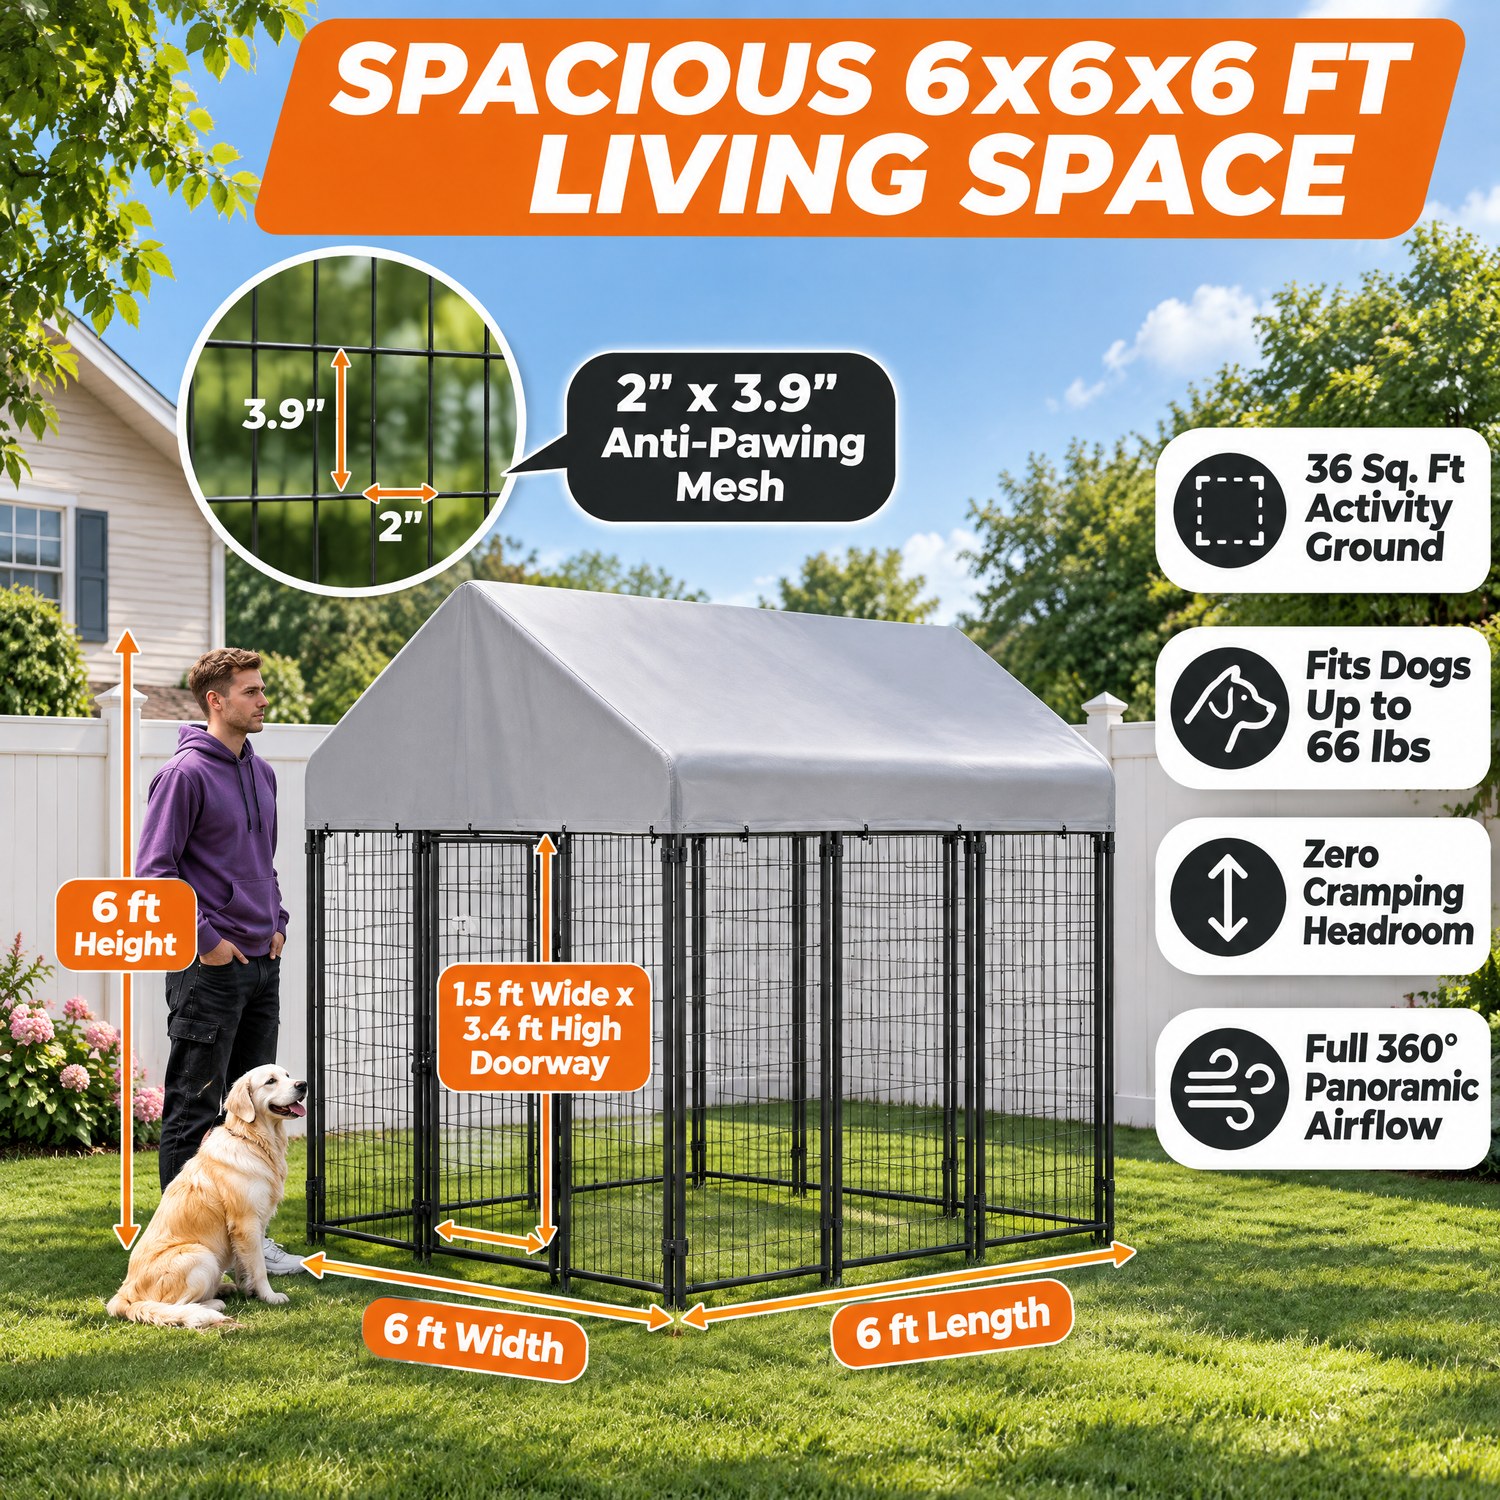 SPACIOUS 6x6x6 FT
LIVING SPACE
3.9”
2”
2” x 3.9”
Anti-Pawing
Mesh
36 Sq. Ft
Activity
Ground
Fits Dogs
Up to
66 lbs
Zero
Cramping
Headroom
Full 360°
Panoramic
Airflow
6 ft
Height
1.5 ft Wide x
3.4 ft High
Doorway
6 ft Width
6 ft Length